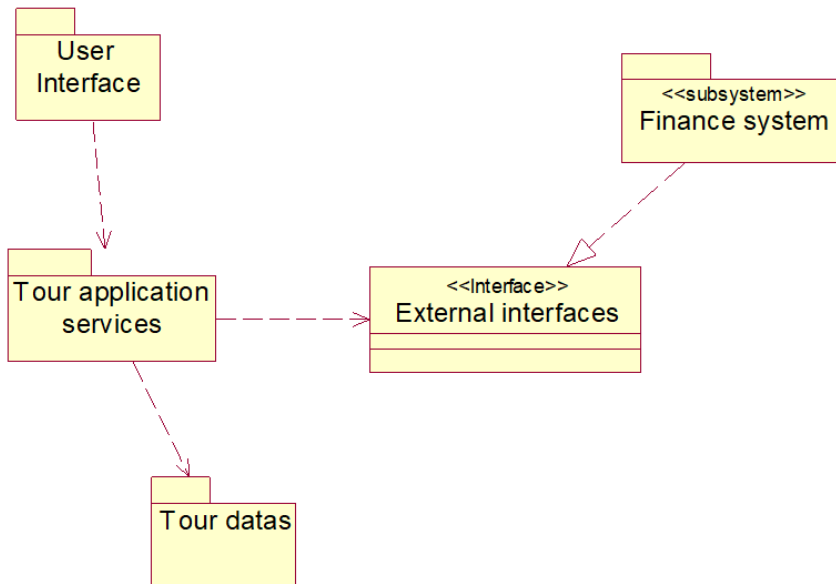 User
Interface
<<subsystem>>
Finance system
Tour application
services
<<Interface>>
External interfaces
Tour datas